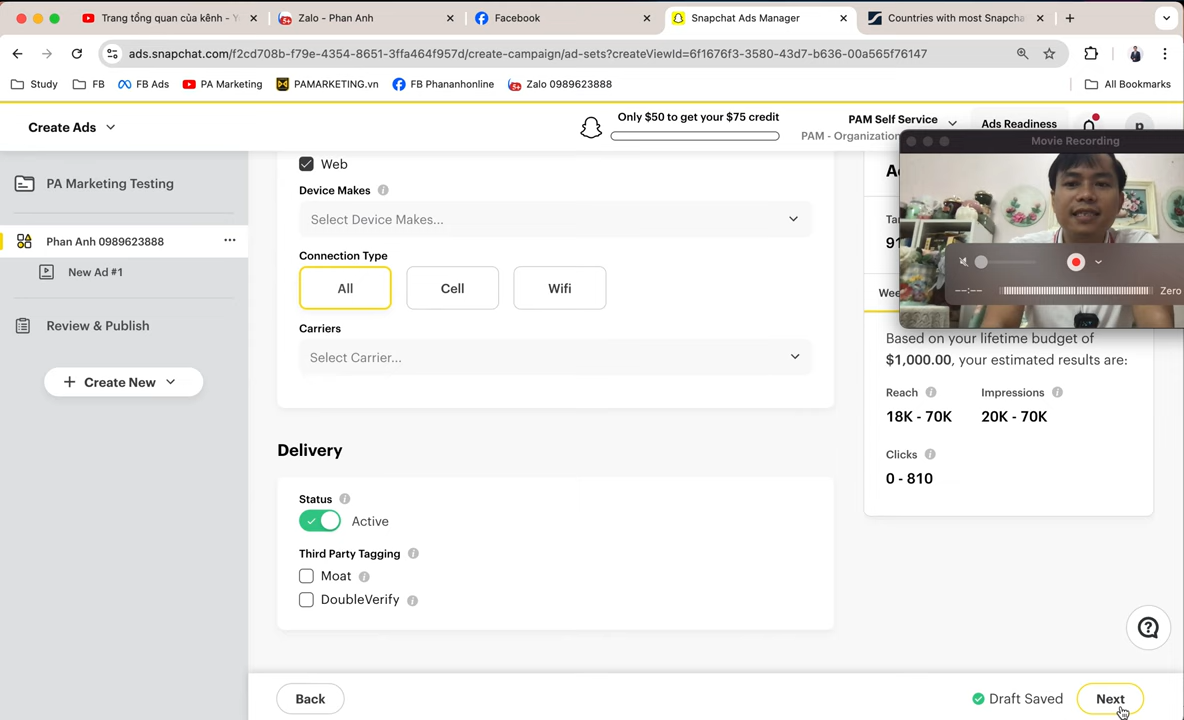 Trang tổng quan của kênh - Y
Zalo - Phan Anh
Facebook
Snapchat Ads Manager
Countries with most Snapcha
ads.snapchat.com/f2cd708b-f79e-4354-8651-3ffa464f957d/create-campaign/ad-sets?createViewId=6f1676f3-3580-43d7-b636-00a565f76147
Study
FB
FB Ads
PA Marketing
PAMARKETING.vn
FB Phananhonline
Zalo 0989623888
All Bookmarks
Create Ads
Only $50 to get your $75 credit
PAM Self Service
PAM - Organization
Ads Readiness
Movie Recording
--:--
Zero
PA Marketing Testing
Phan Anh 0989623888
New Ad #1
Review & Publish
+ Create New
Web
Device Makes
Select Device Makes...
Connection Type
All
Cell
Wifi
Carriers
Select Carrier...
Delivery
Status
Active
Third Party Tagging
Moat
DoubleVerify
Based on your lifetime budget of
$1,000.00, your estimated results are:
Reach
Impressions
18K - 70K
20K - 70K
Clicks
0 - 810
Back
Draft Saved
Next